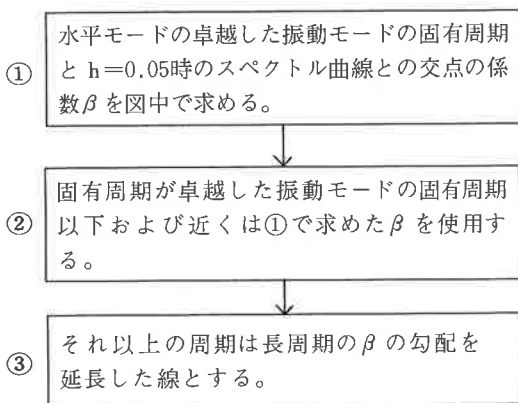 ①
水平モードの卓越した振動モードの固有周期
とh=0.05時のスペクトル曲線との交点の係
数βを図中で求める。
②
固有周期が卓越した振動モードの固有周期
以下および近くは①で求めたβを使用す
る。
③
それ以上の周期は長周期のβの勾配を
延長した線とする。